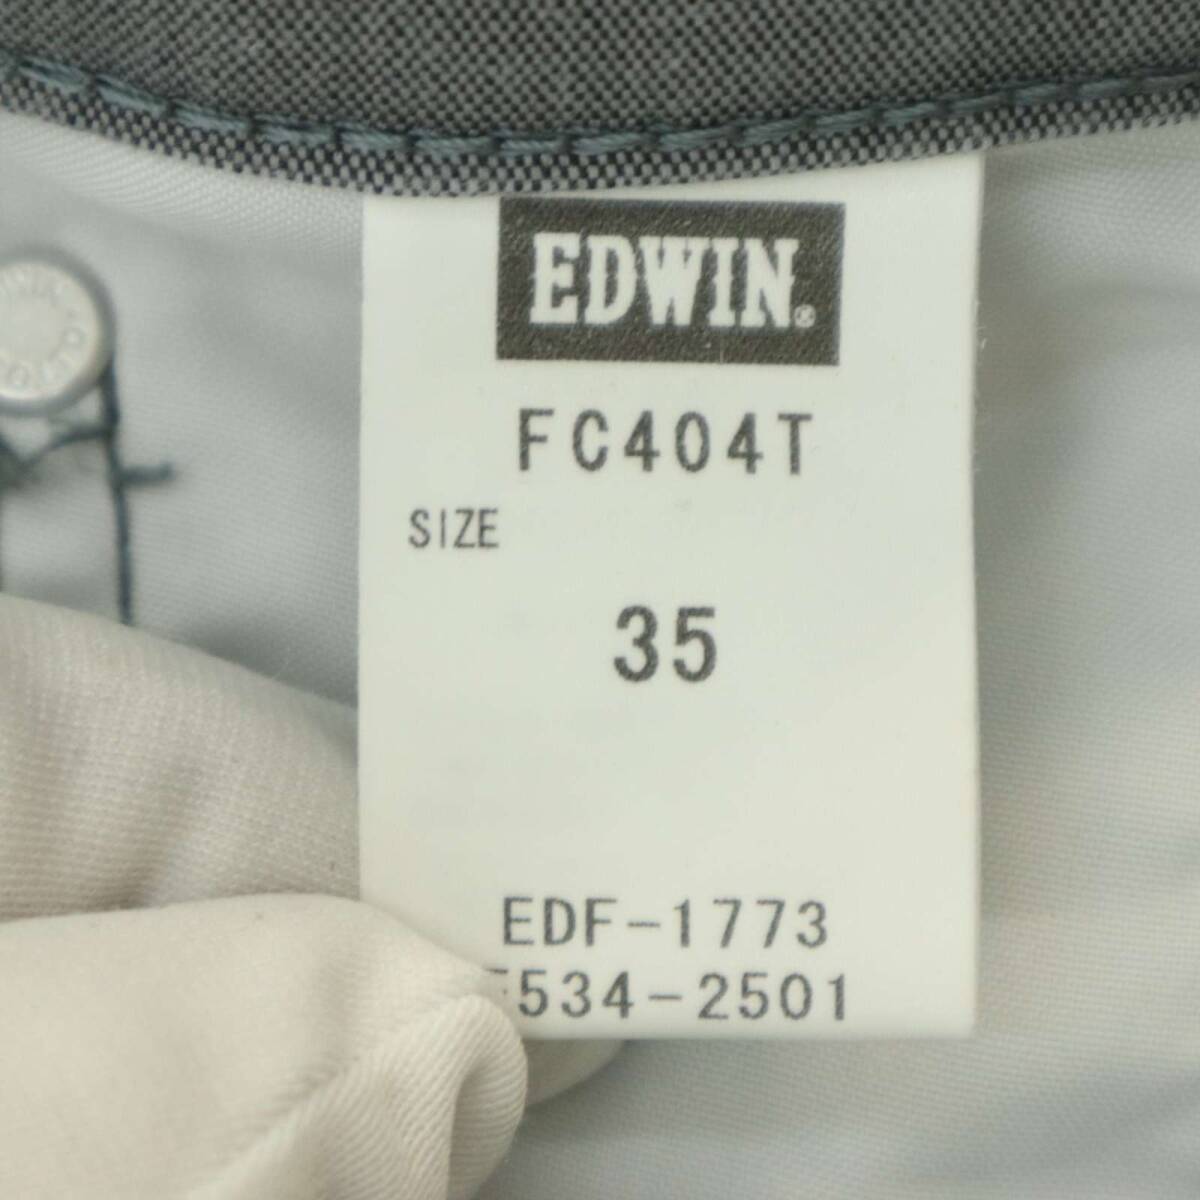 EDWIN®
FC404T
SIZE
35
EDF-1773
534-2501